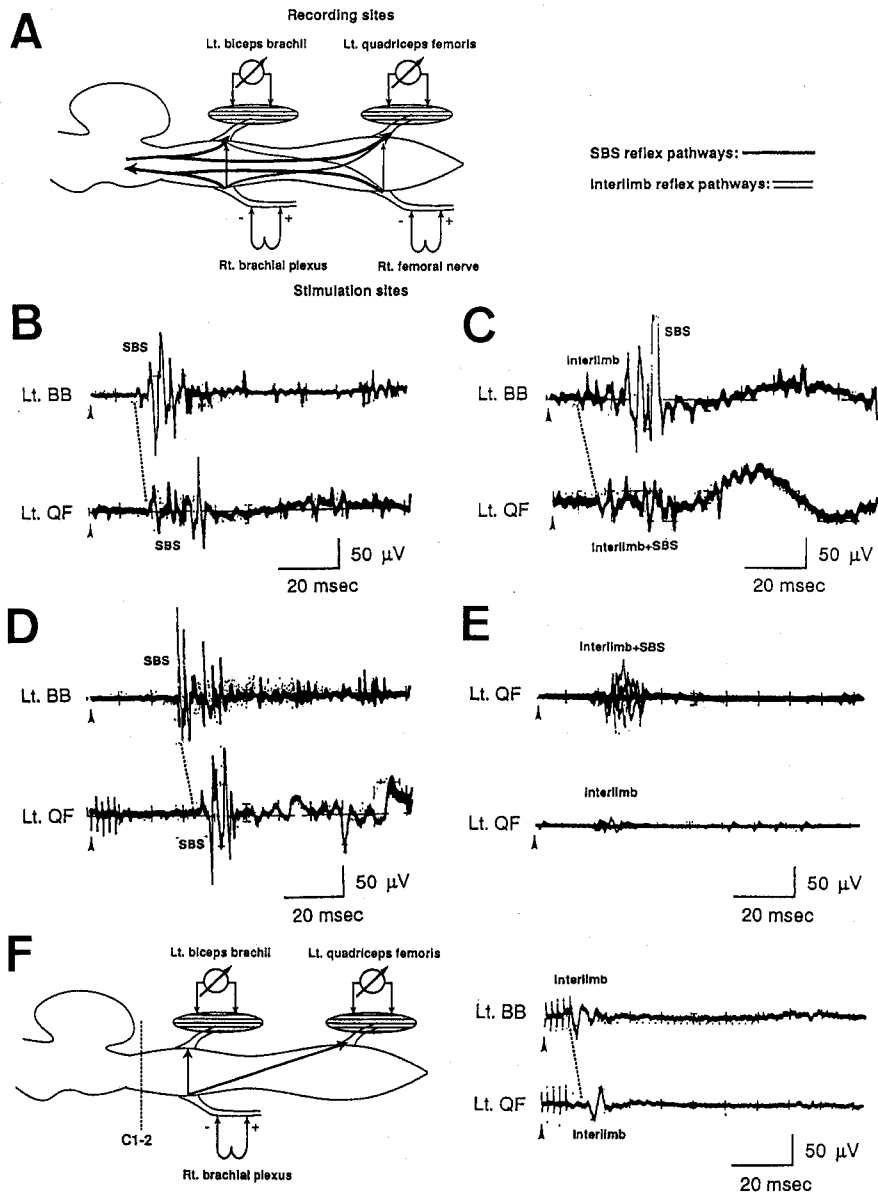 A
Recording sites
Lt. biceps brachii Lt. quadriceps femoris
SBS reflex pathways:
Interlimb reflex pathways:
- + - +
Rt. brachial plexus Rt. femoral nerve
Stimulation sites
B
SBS
Lt. BB
Lt. QF
SBS
50 µV
20 msec
C
Interlimb SBS
Lt. BB
Lt. QF
Interlimb+SBS
50 µV
20 msec
D
SBS
Lt. BB
Lt. QF
SBS
50 µV
20 msec
E
Interlimb+SBS
Lt. QF
Interlimb
Lt. QF
50 µV
20 msec
F
Lt. biceps brachii Lt. quadriceps femoris
C1-2
- +
Rt. brachial plexus
Interlimb
Lt. BB
Lt. QF
Interlimb
50 µV
20 msec